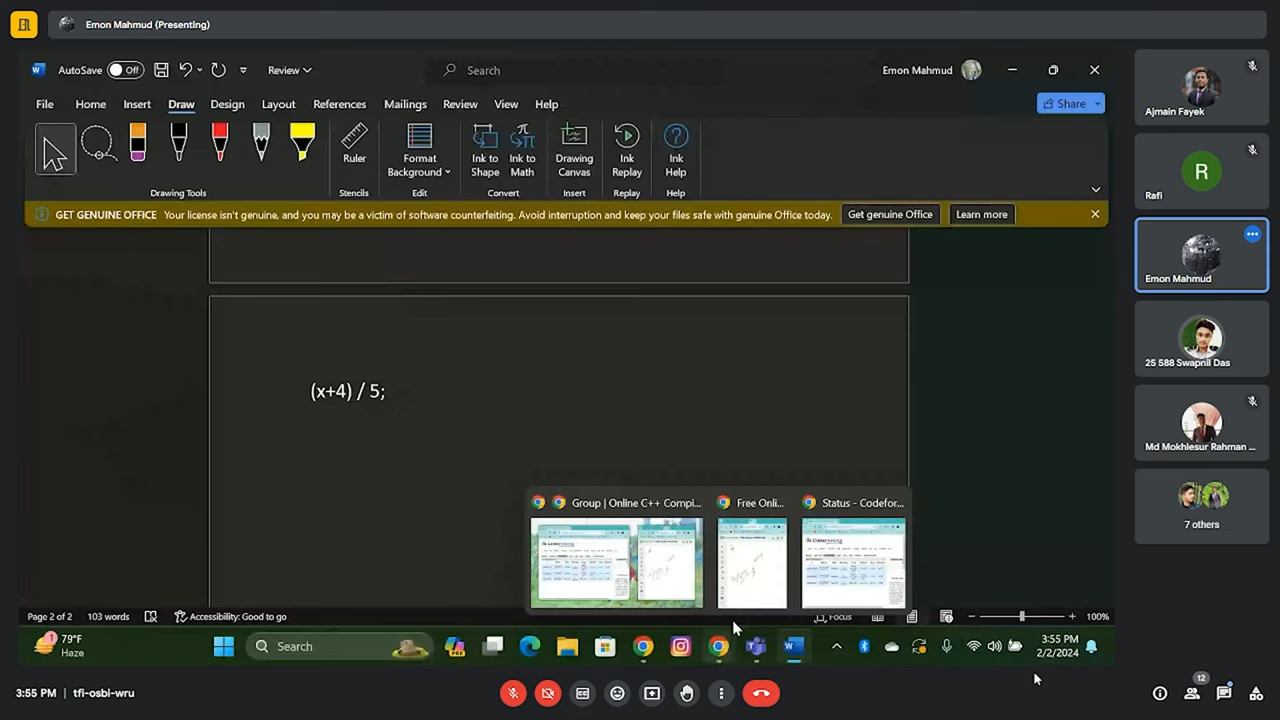 Emon Mahmud (Presenting)
AutoSave Off Review Search Emon Mahmud
File Home Insert Draw Design Layout References Mailings Review View Help Share
Ruler
Format Background
Ink to Shape
Ink to Math
Drawing Canvas
Ink Replay
Ink Help
Drawing Tools Stencils Edit Convert Insert Replay Help
GET GENUINE OFFICE Your license isn't genuine, and you may be a victim of software counterfeiting. Avoid interruption and keep your files safe with genuine Office today. Get genuine Office Learn more
(x+4) / 5;
Group | Online C++ Compi... Free Onli... Status - Codefor...
Page 2 of 2 103 words Accessibility: Good to go Focus 100%
79°F
Haze
Search
3:55 PM
2/2/2024
3:55 PM | tfi-osbi-wru
12
Ajmain Fayek
R
Rafi
Emon Mahmud
25 588 Swapnil Das
Md Mokhlesur Rahman ...
7 others